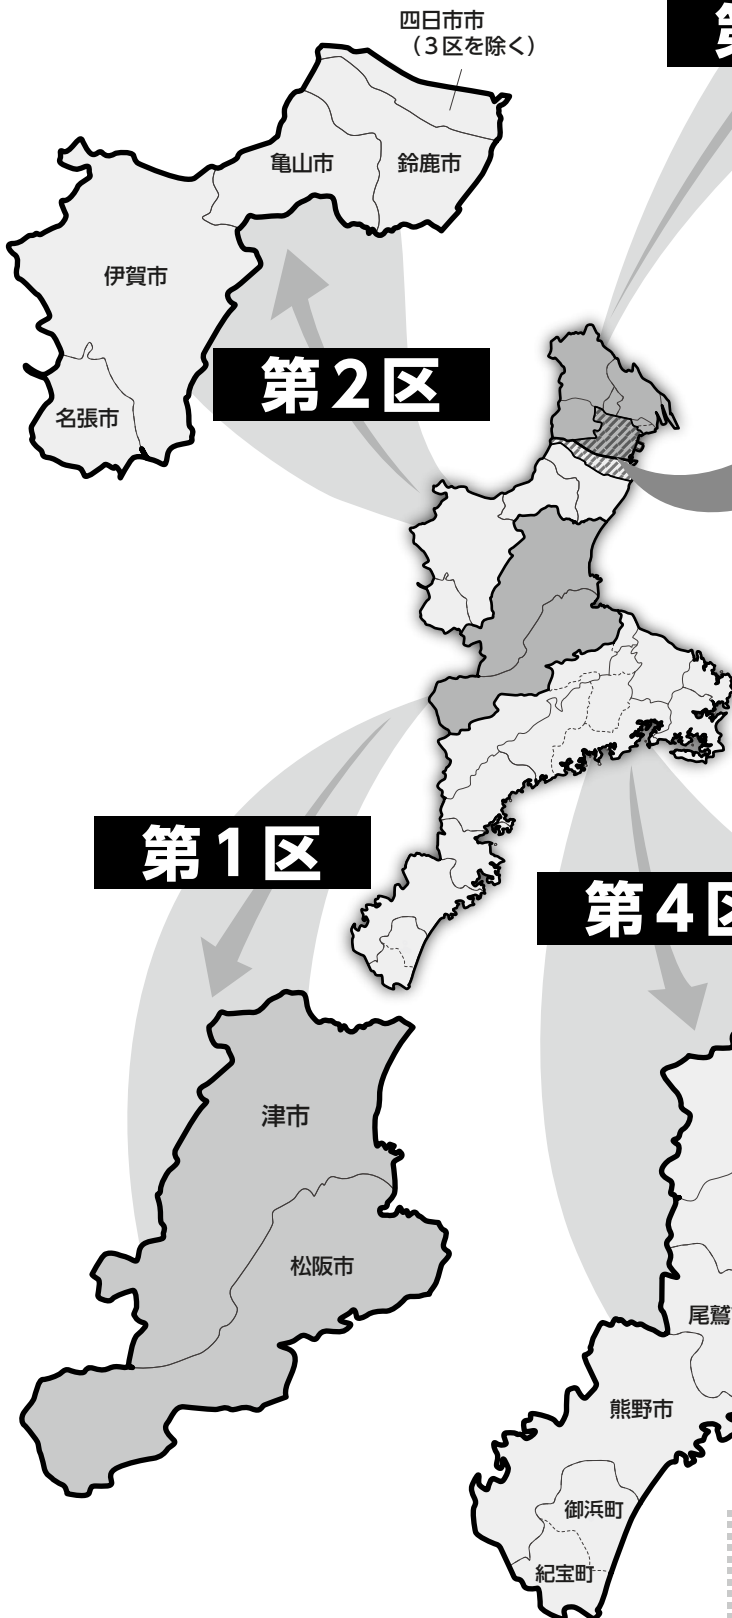 四日市市
（3区を除く）
第
亀山市
鈴鹿市
伊賀市
名張市
第2区
第1区
第4区
津市
松阪市
尾鷲
熊野市
御浜町
紀宝町